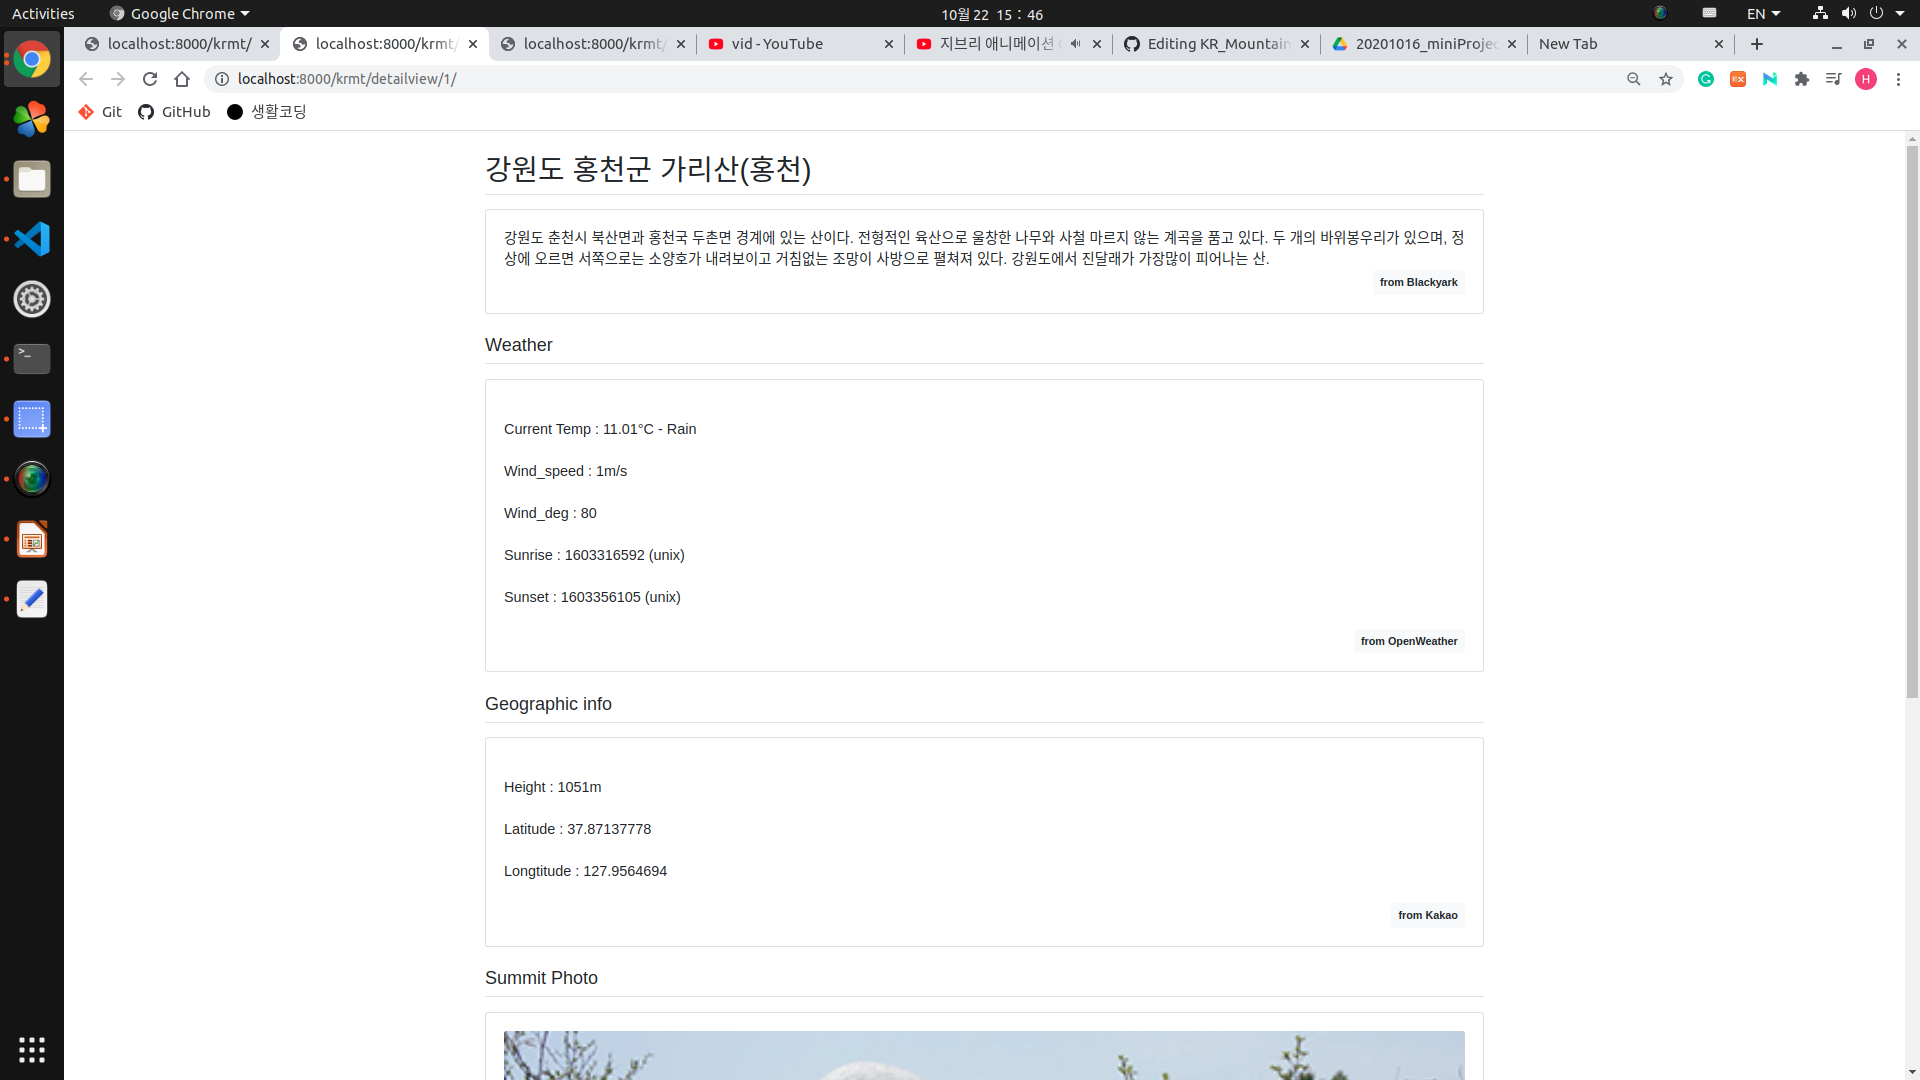 Activities
Google Chrome
10월 22 15 : 46
EN
localhost:8000/krmt/
localhost:8000/krmt/
localhost:8000/krmt/
vid - YouTube
지브리 애니메이션
Editing KR_Mountain
20201016_miniProjec
New Tab
localhost:8000/krmt/detailview/1/
H
Git
GitHub
생활코딩
강원도 홍천군 가리산(홍천)
강원도 춘천시 북산면과 홍천국 두촌면 경계에 있는 산이다. 전형적인 육산으로 울창한 나무와 사철 마르지 않는 계곡을 품고 있다. 두 개의 바위봉우리가 있으며, 정
상에 오르면 서쪽으로는 소양호가 내려보이고 거침없는 조망이 사방으로 펼쳐져 있다. 강원도에서 진달래가 가장많이 피어나는 산.
from Blackyark
Weather
Current Temp : 11.01°C - Rain
Wind_speed : 1m/s
Wind_deg : 80
Sunrise : 1603316592 (unix)
Sunset : 1603356105 (unix)
from OpenWeather
Geographic info
Height : 1051m
Latitude : 37.87137778
Longtitude : 127.9564694
from Kakao
Summit Photo